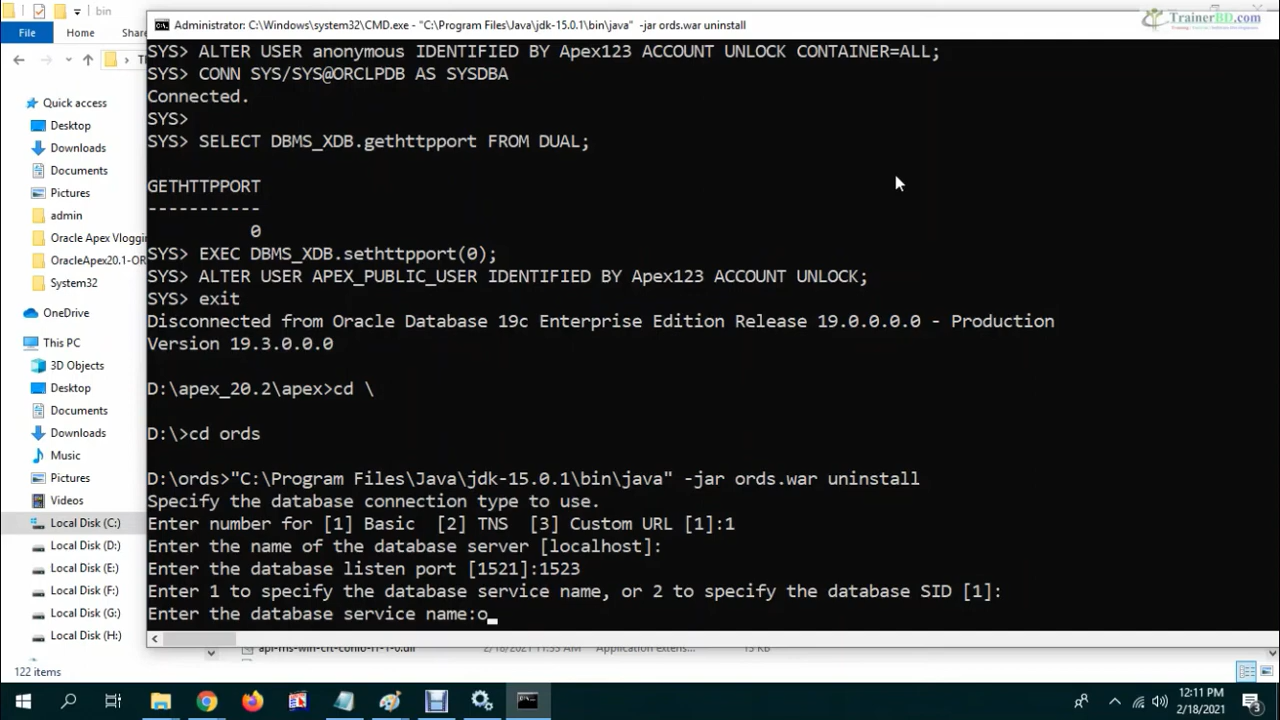 bin
Administrator: C:\Windows\system32\CMD.exe - "C:\Program Files\Java\jdk-15.0.1\bin\java" -jar ords.war uninstall
TrainerBD.com
File
Home
Quick access
Desktop
Downloads
Documents
Pictures
admin
Oracle Apex Vloggin
OracleApex20.1-OR
System32
OneDrive
This PC
3D Objects
Desktop
Documents
Downloads
Music
Pictures
Videos
Local Disk (C:)
Local Disk (D:)
Local Disk (E:)
Local Disk (F:)
Local Disk (G:)
Local Disk (H:)
SYS> ALTER USER anonymous IDENTIFIED BY Apex123 ACCOUNT UNLOCK CONTAINER=ALL;
SYS> CONN SYS/SYS@ORCLPDB AS SYSDBA
Connected.
SYS>
SYS> SELECT DBMS_XDB.gethttpport FROM DUAL;
GETHTTPPORT
-----------
0
SYS> EXEC DBMS_XDB.sethttpport(0);
SYS> ALTER USER APEX_PUBLIC_USER IDENTIFIED BY Apex123 ACCOUNT UNLOCK;
SYS> exit
Disconnected from Oracle Database 19c Enterprise Edition Release 19.0.0.0.0 - Production
Version 19.3.0.0.0
D:\apex_20.2\apex>cd \
D:\>cd ords
D:\ords>"C:\Program Files\Java\jdk-15.0.1\bin\java" -jar ords.war uninstall
Specify the database connection type to use.
Enter number for [1] Basic  [2] TNS  [3] Custom URL [1]:1
Enter the name of the database server [localhost]:
Enter the database listen port [1521]:1523
Enter 1 to specify the database service name, or 2 to specify the database SID [1]:
Enter the database service name:o_
122 items
12:11 PM
2/18/2021
3